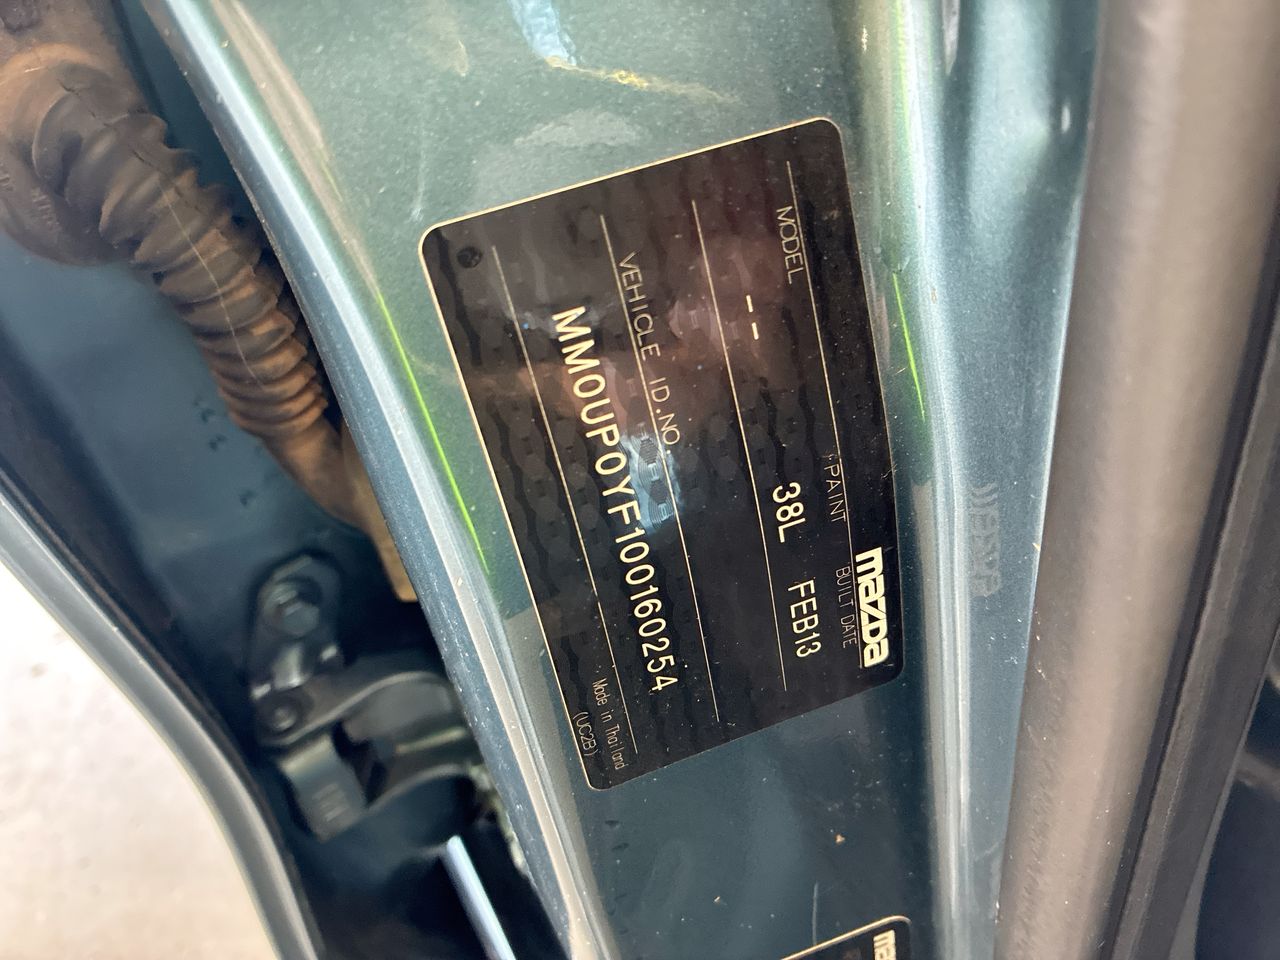 mazda
MODEL PAINT BUILT DATE
-- 38L FEB13
VEHICLE ID.NO.
MM0UP0YF100160254
Made in Thailand
(UC2B)